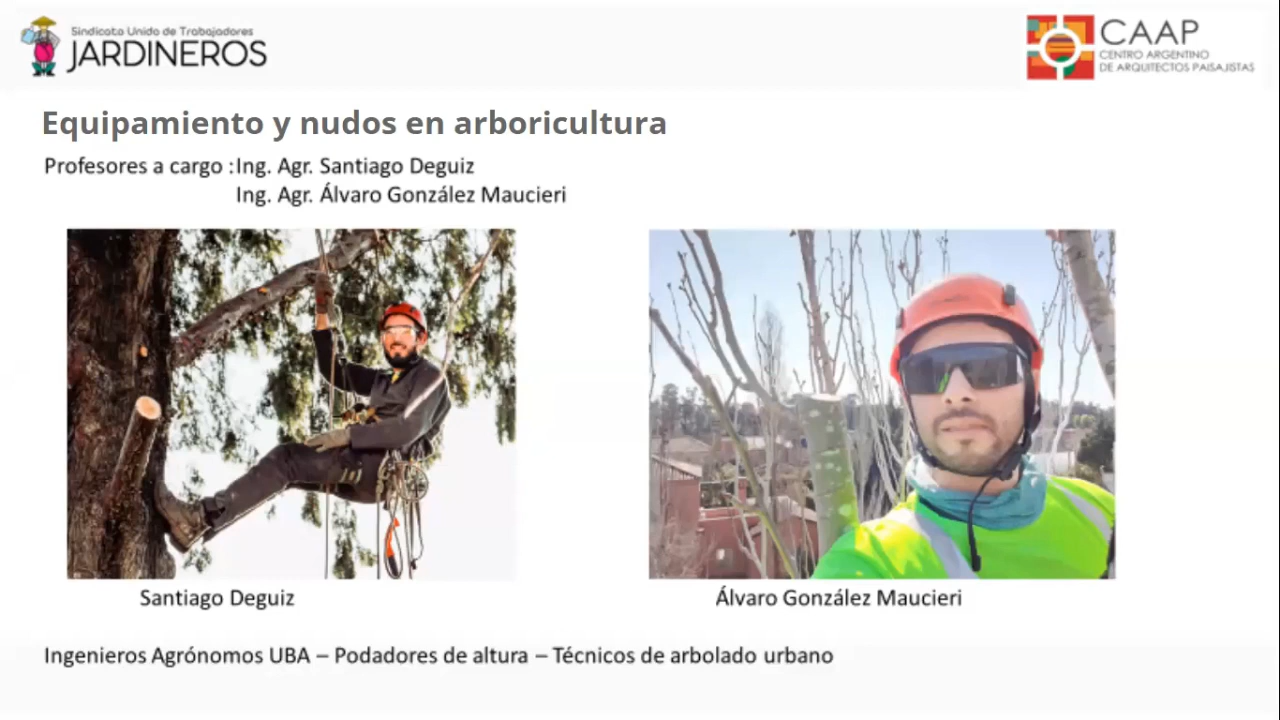 Sindicato Unido de Trabajadores
JARDINEROS
CAAP
CENTRO ARGENTINO
DE ARQUITECTOS PAISAJISTAS
Equipamiento y nudos en arboricultura
Profesores a cargo :Ing. Agr. Santiago Deguiz
Ing. Agr. Álvaro González Maucieri
Santiago Deguiz
Álvaro González Maucieri
Ingenieros Agrónomos UBA – Podadores de altura – Técnicos de arbolado urbano